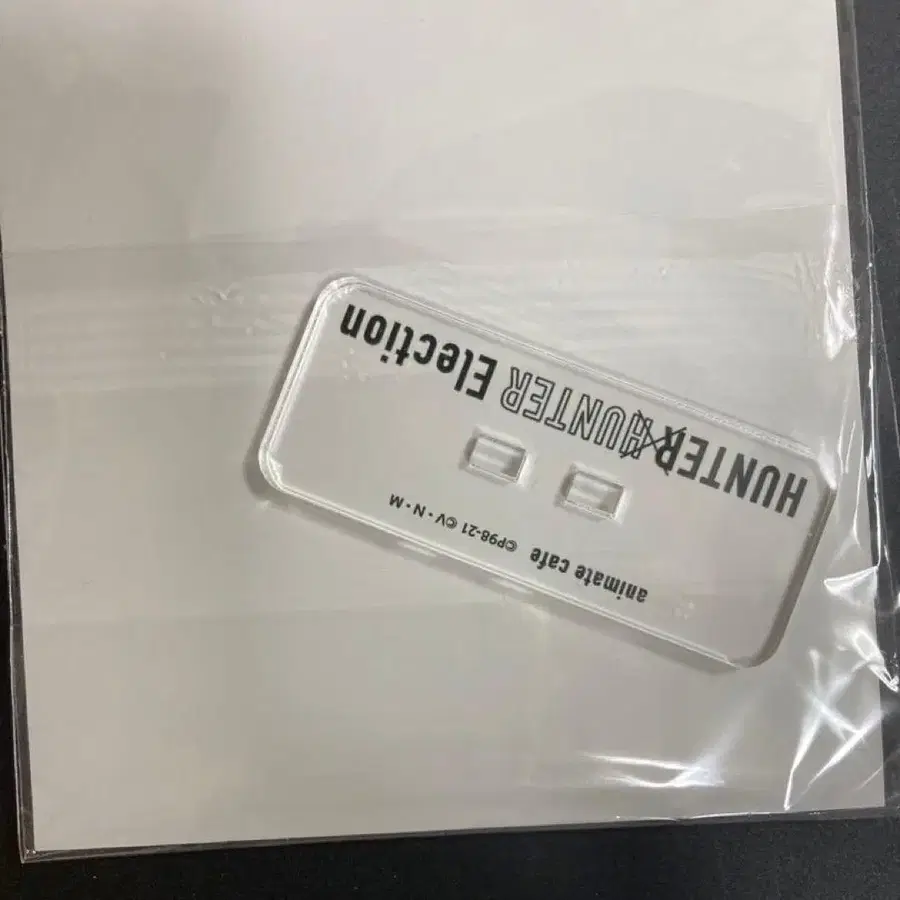 animate cafe ©P98-21 ©V・N・M
HUNTER×HUNTER Election